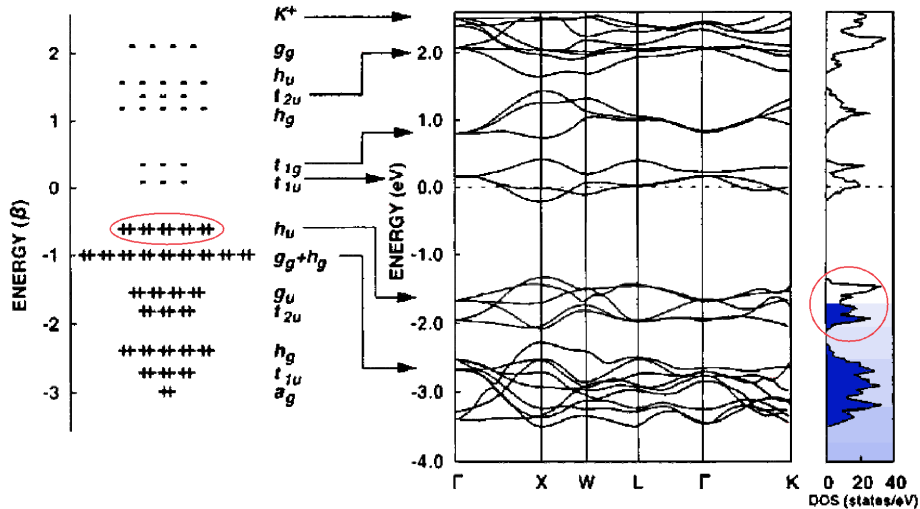 K+
gg
hu
t2u
hg
t1g
t1u
hu
gg+hg
gu
t2u
hg
t1u
ag
ENERGY (β)
2
1
0
-1
-2
-3
ENERGY (eV)
2.0
1.0
0.0
-1.0
-2.0
-3.0
-4.0
Γ X W L Γ K
0 20 40
DOS (states/eV)